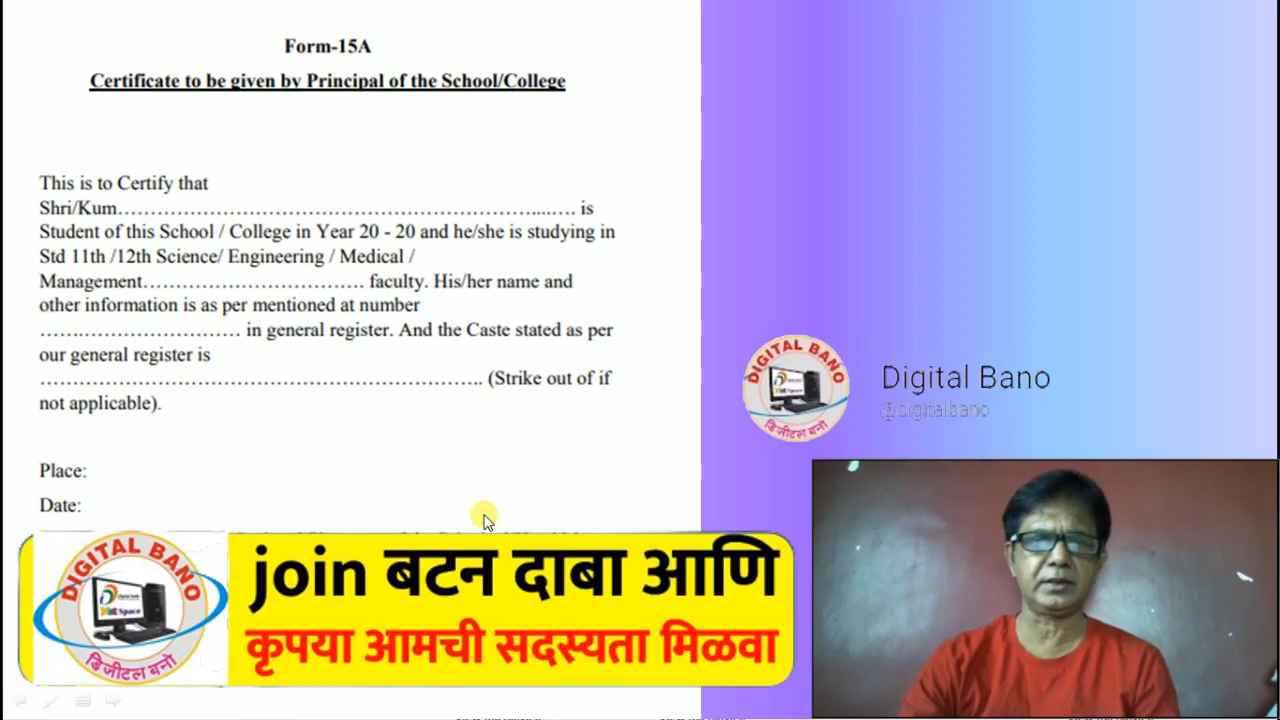 Form-15A
Certificate to be given by Principal of the School/College
This is to Certify that
Shri/Kum……………………………………………………………………....…. is
Student of this School / College in Year 20 - 20 and he/she is studying in
Std 11th /12th Science/ Engineering / Medical /
Management……………………………….. faculty. His/her name and
other information is as per mentioned at number
……..……………………… in general register. And the Caste stated as per
our general register is
…………………………………………………………….. (Strike out of if
not applicable).
Place:
Date:
DIGITAL BANO
डिजीटल बनो
Digital Bano
@digitalbano
DIGITAL BANO
डिजीटल बनो
join बटन दाबा आणि
कृपया आमची सदस्यता मिळवा